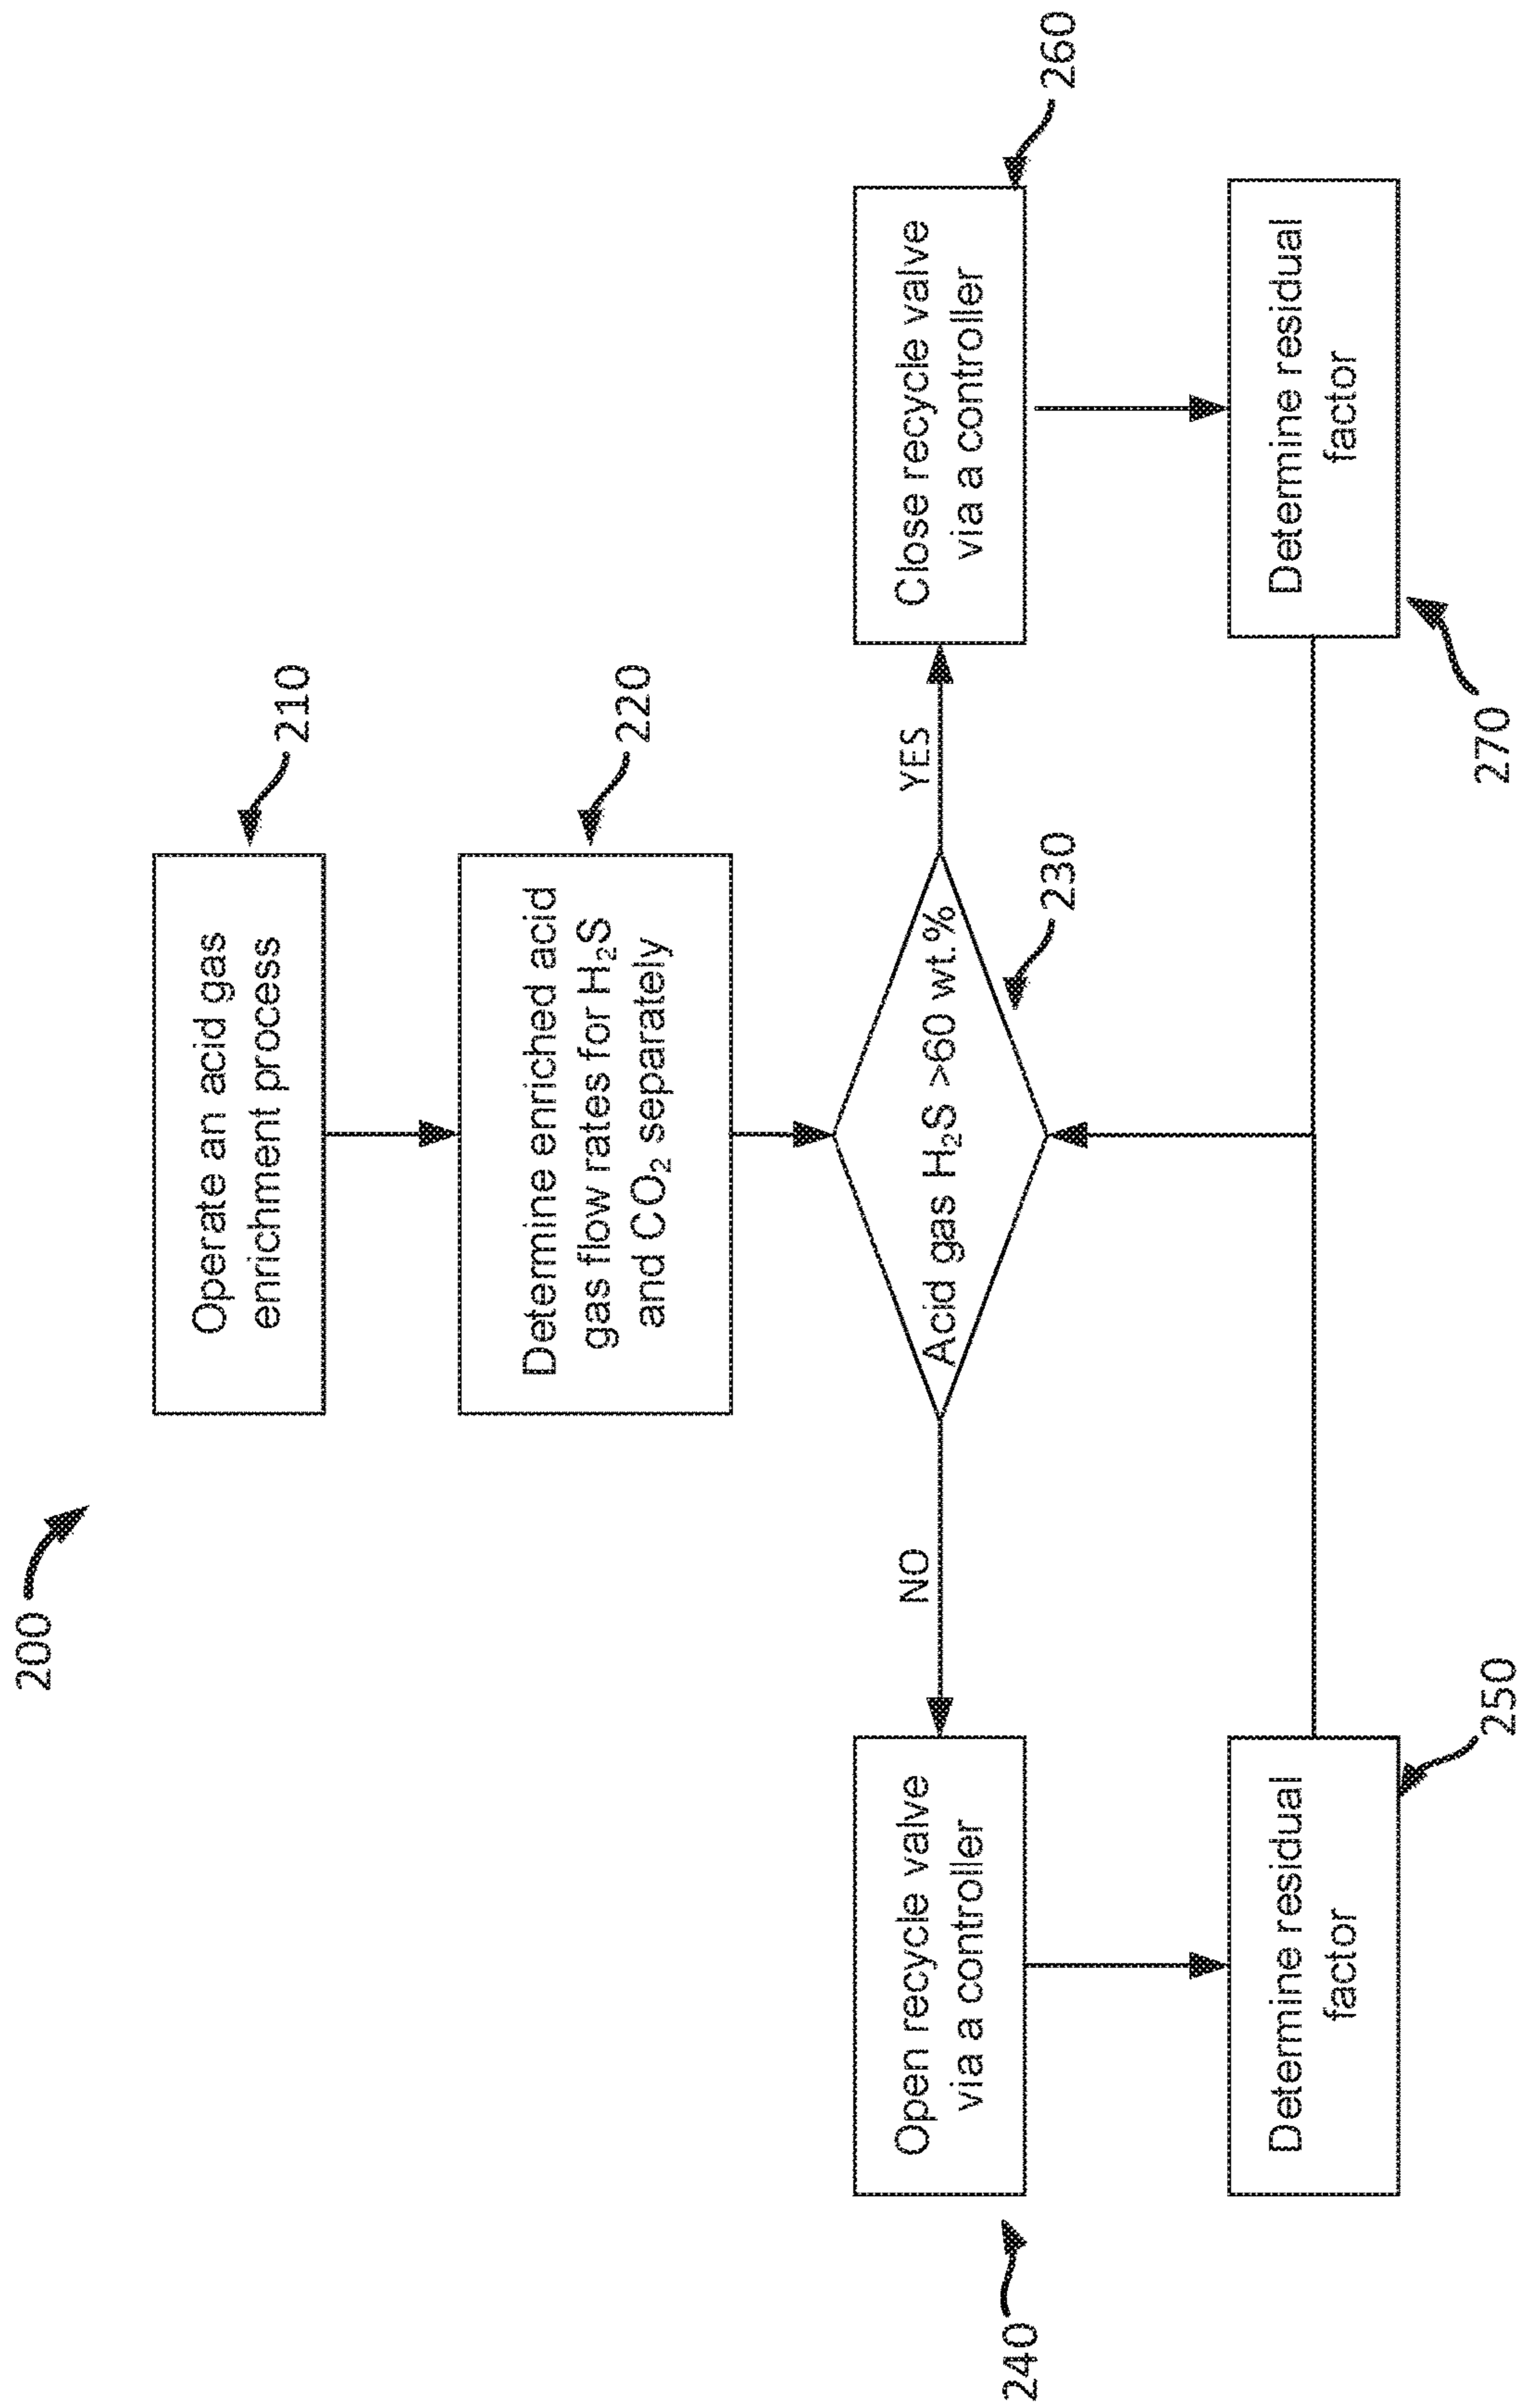 200
Operate an acid gas
enrichment process
210
Determine enriched acid
gas flow rates for H₂S
and CO₂ separately
220
Acid gas H₂S >60 wt.%
230
NO
YES
Open recycle valve
via a controller
240
Close recycle valve
via a controller
260
Determine residual
factor
250
Determine residual
factor
270